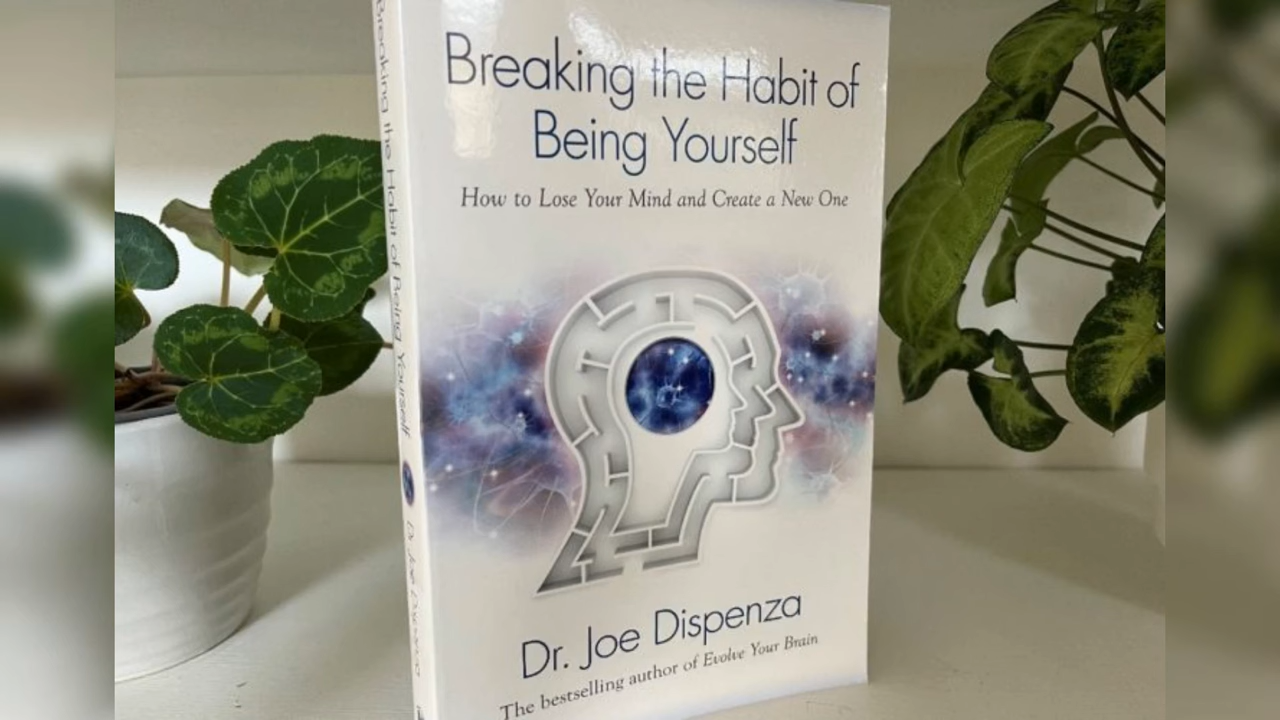 Breaking the Habit of
Being Yourself
How to Lose Your Mind and Create a New One
Dr. Joe Dispenza
The bestselling author of Evolve Your Brain
Breaking the Habit of Being Yourself
Dr. Joe Dispenza